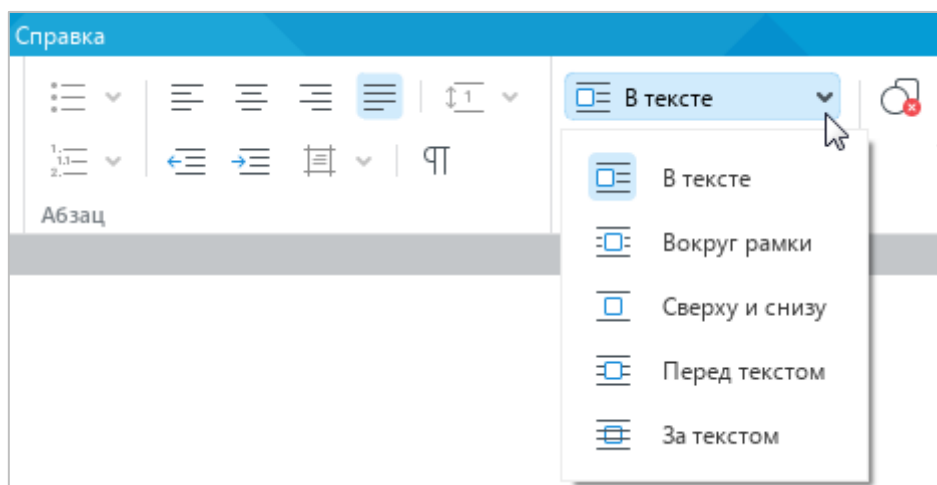 Справка
В тексте
Абзац
В тексте
Вокруг рамки
Сверху и снизу
Перед текстом
За текстом